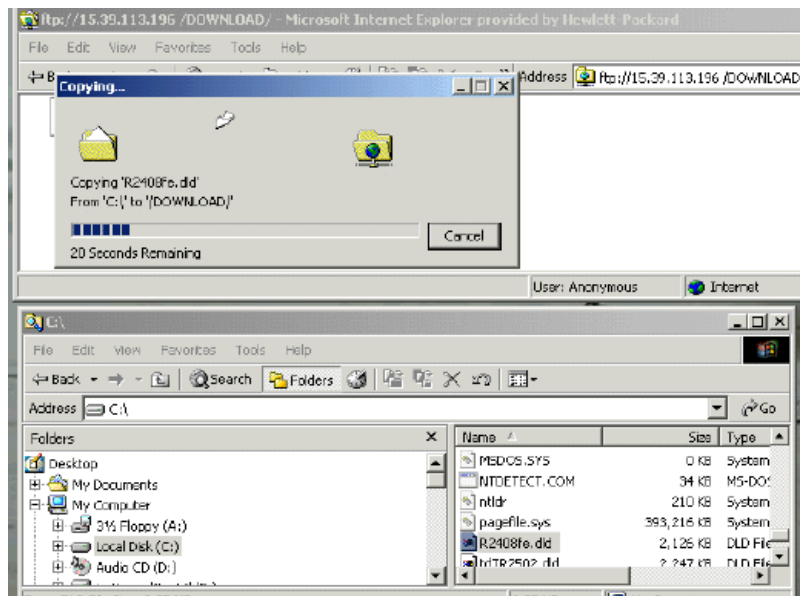 ftp://15.39.113.196 /DOWNLOAD/ - Microsoft Internet Explorer provided by Hewlett-Packard
File Edit View Favorites Tools Help
Address ftp://15.39.113.196 /DOWNLOAD
Copying...
Copying 'R2408fe.dld'
From 'C:\' to '/DOWNLOAD/'
Cancel
20 Seconds Remaining
User: Anonymous Internet
C:\
File Edit View Favorites Tools Help
Back Search Folders
Address C:\ Go
Folders x Name Size Type
Desktop
My Documents
My Computer
3½ Floppy (A:)
Local Disk (C:)
Audio CD (D:)
MSDOS.SYS 0 KB System
NTDETECT.COM 34 KB MS-DOS
ntldr 210 KB System
pagefile.sys 393,216 KB System
R2408fe.dld 2,126 KB DLD File
2,247 KB DLD File